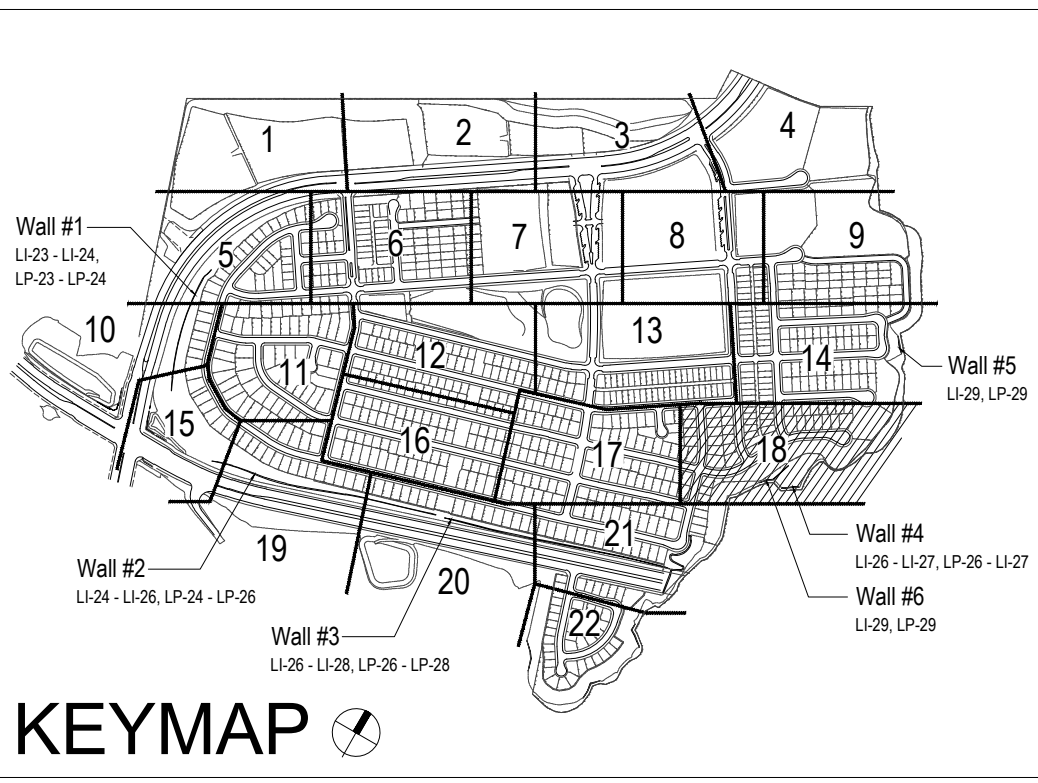 1
2
3
4
5
6
7
8
9
Wall #1
LI-23 - LI-24,
LP-23 - LP-24
10
11
12
13
14
Wall #5
LI-29, LP-29
15
16
17
18
19
20
21
22
Wall #4
LI-26 - LI-27, LP-26 - LI-27
Wall #6
LI-29, LP-29
Wall #2
LI-24 - LI-26, LP-24 - LP-26
Wall #3
LI-26 - LI-28, LP-26 - LP-28
KEYMAP